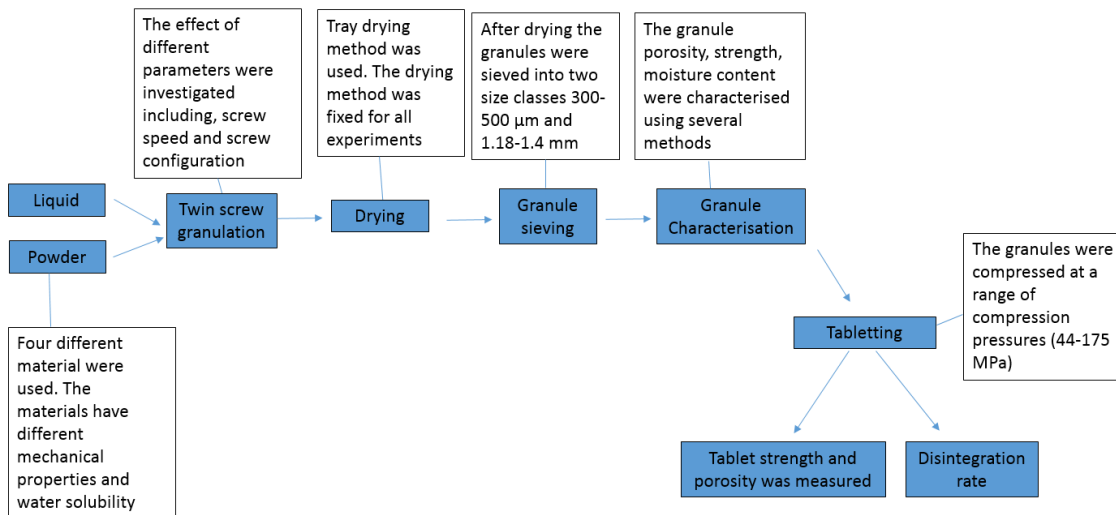 The effect of
different
parameters were
investigated
including, screw
speed and screw
configuration
Tray drying
method was
used. The drying
method was
fixed for all
experiments
After drying the
granules were
sieved into two
size classes 300-
500 µm and
1.18-1.4 mm
The granule
porosity, strength,
moisture content
were characterised
using several
methods
Liquid
Powder
Twin screw
granulation
Drying
Granule
sieving
Granule
Characterisation
The granules were
compressed at a
range of
compression
pressures (44-175
MPa)
Tabletting
Four different
material were
used. The
materials have
different
mechanical
properties and
water solubility
Tablet strength and
porosity was measured
Disintegration
rate